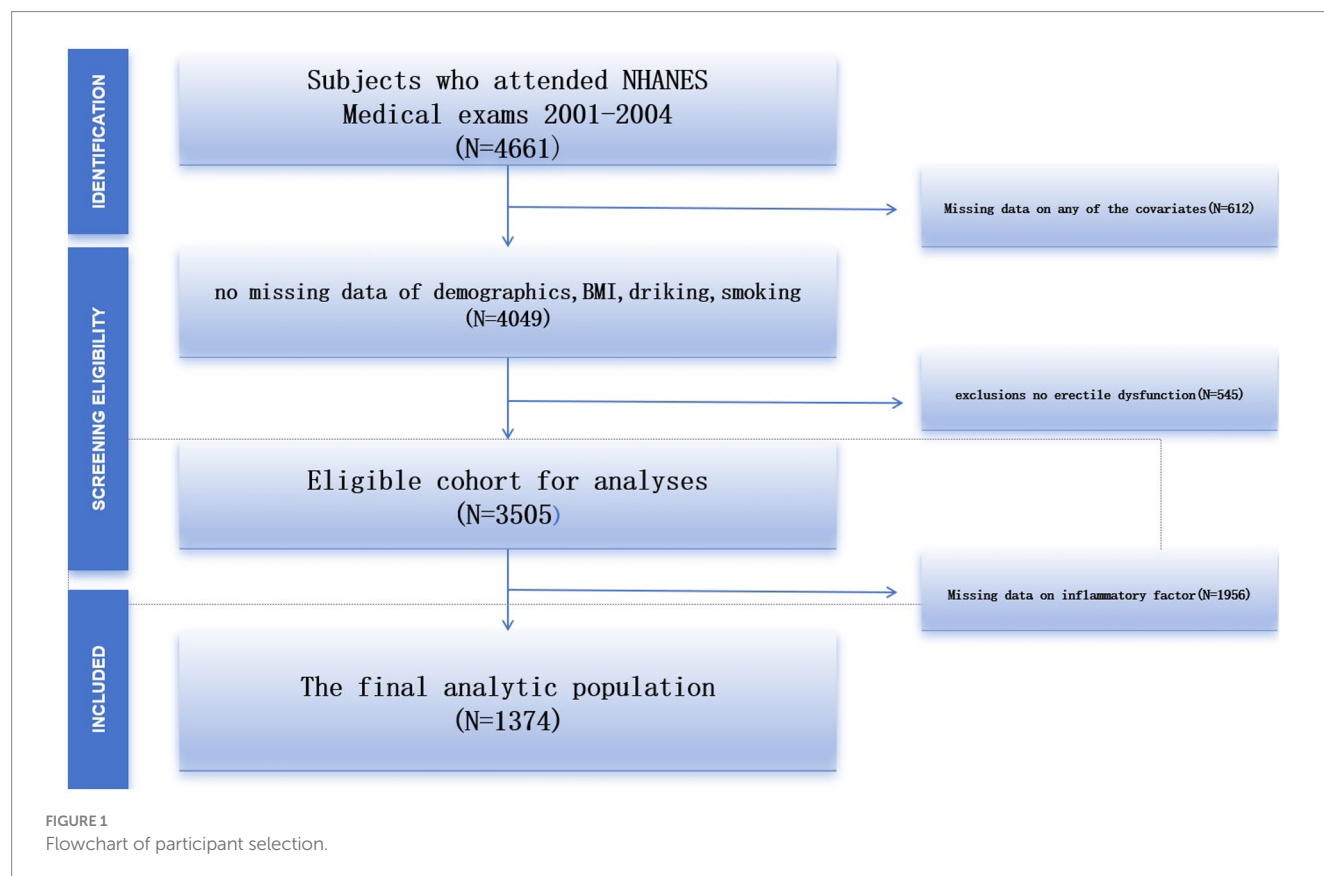 IDENTIFICATION
Subjects who attended NHANES
Medical exams 2001-2004
(N=4661)
Missing data on any of the covariates(N=612)
SCREENING ELIGIBILITY
no missing data of demographics,BMI,driking,smoking
(N=4049)
exclusions no erectile dysfunction(N=545)
Eligible cohort for analyses
(N=3505)
Missing data on inflammatory factor(N=1956)
INCLUDED
The final analytic population
(N=1374)
FIGURE 1
Flowchart of participant selection.